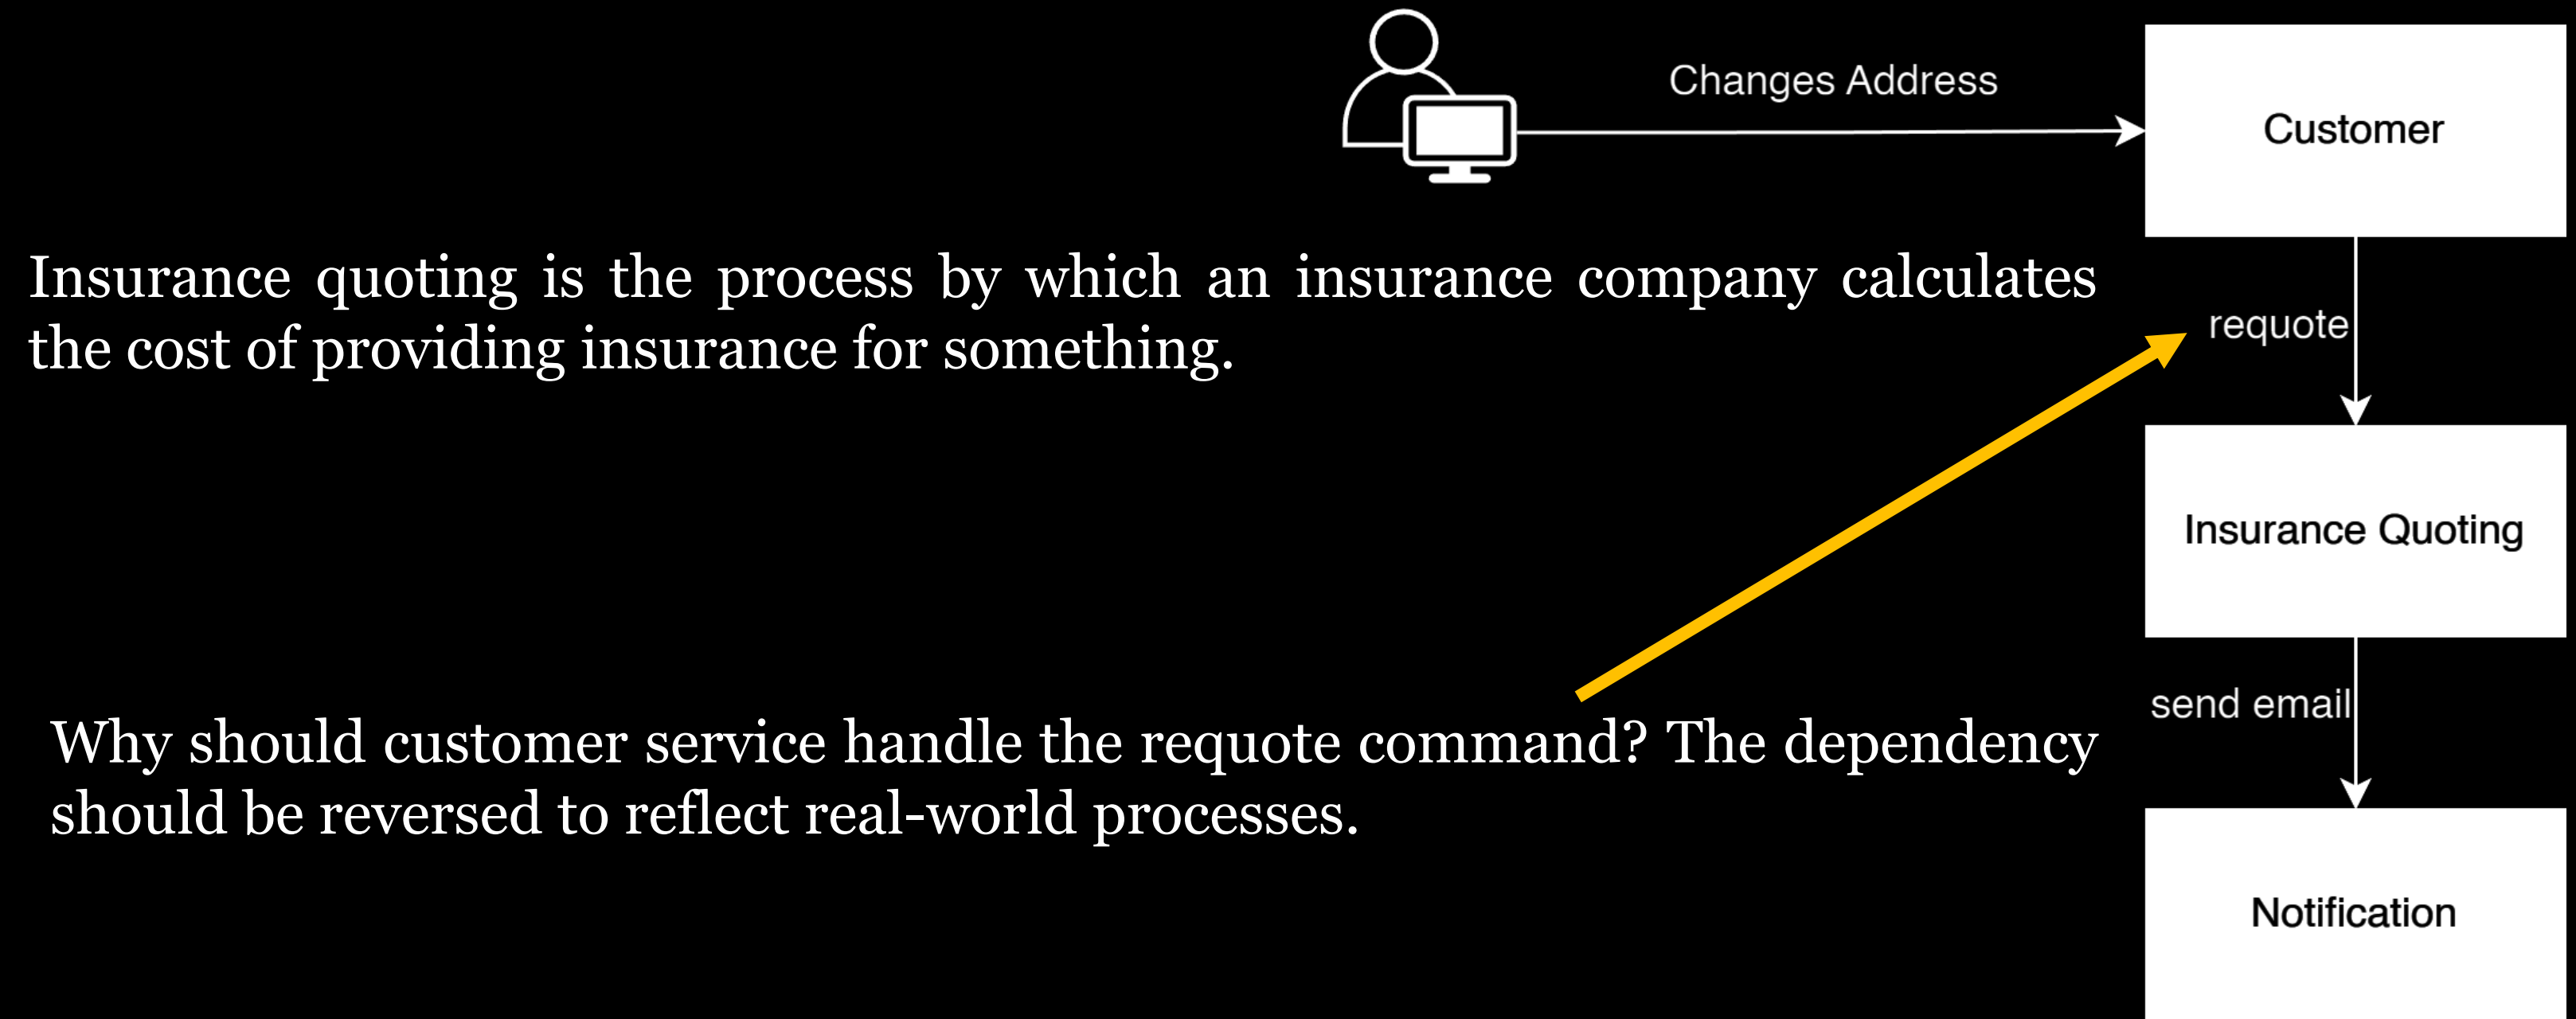 Changes Address
Customer
Insurance quoting is the process by which an insurance company calculates
the cost of providing insurance for something.
requote
Insurance Quoting
send email
Why should customer service handle the requote command? The dependency
should be reversed to reflect real-world processes.
Notification